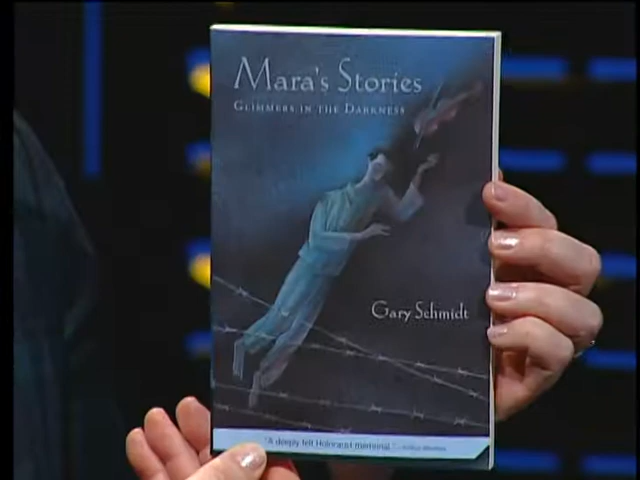 Mara's Stories
GLIMMERS IN THE DARKNESS
Gary Schmidt
"A deeply felt Holocaust memorial."